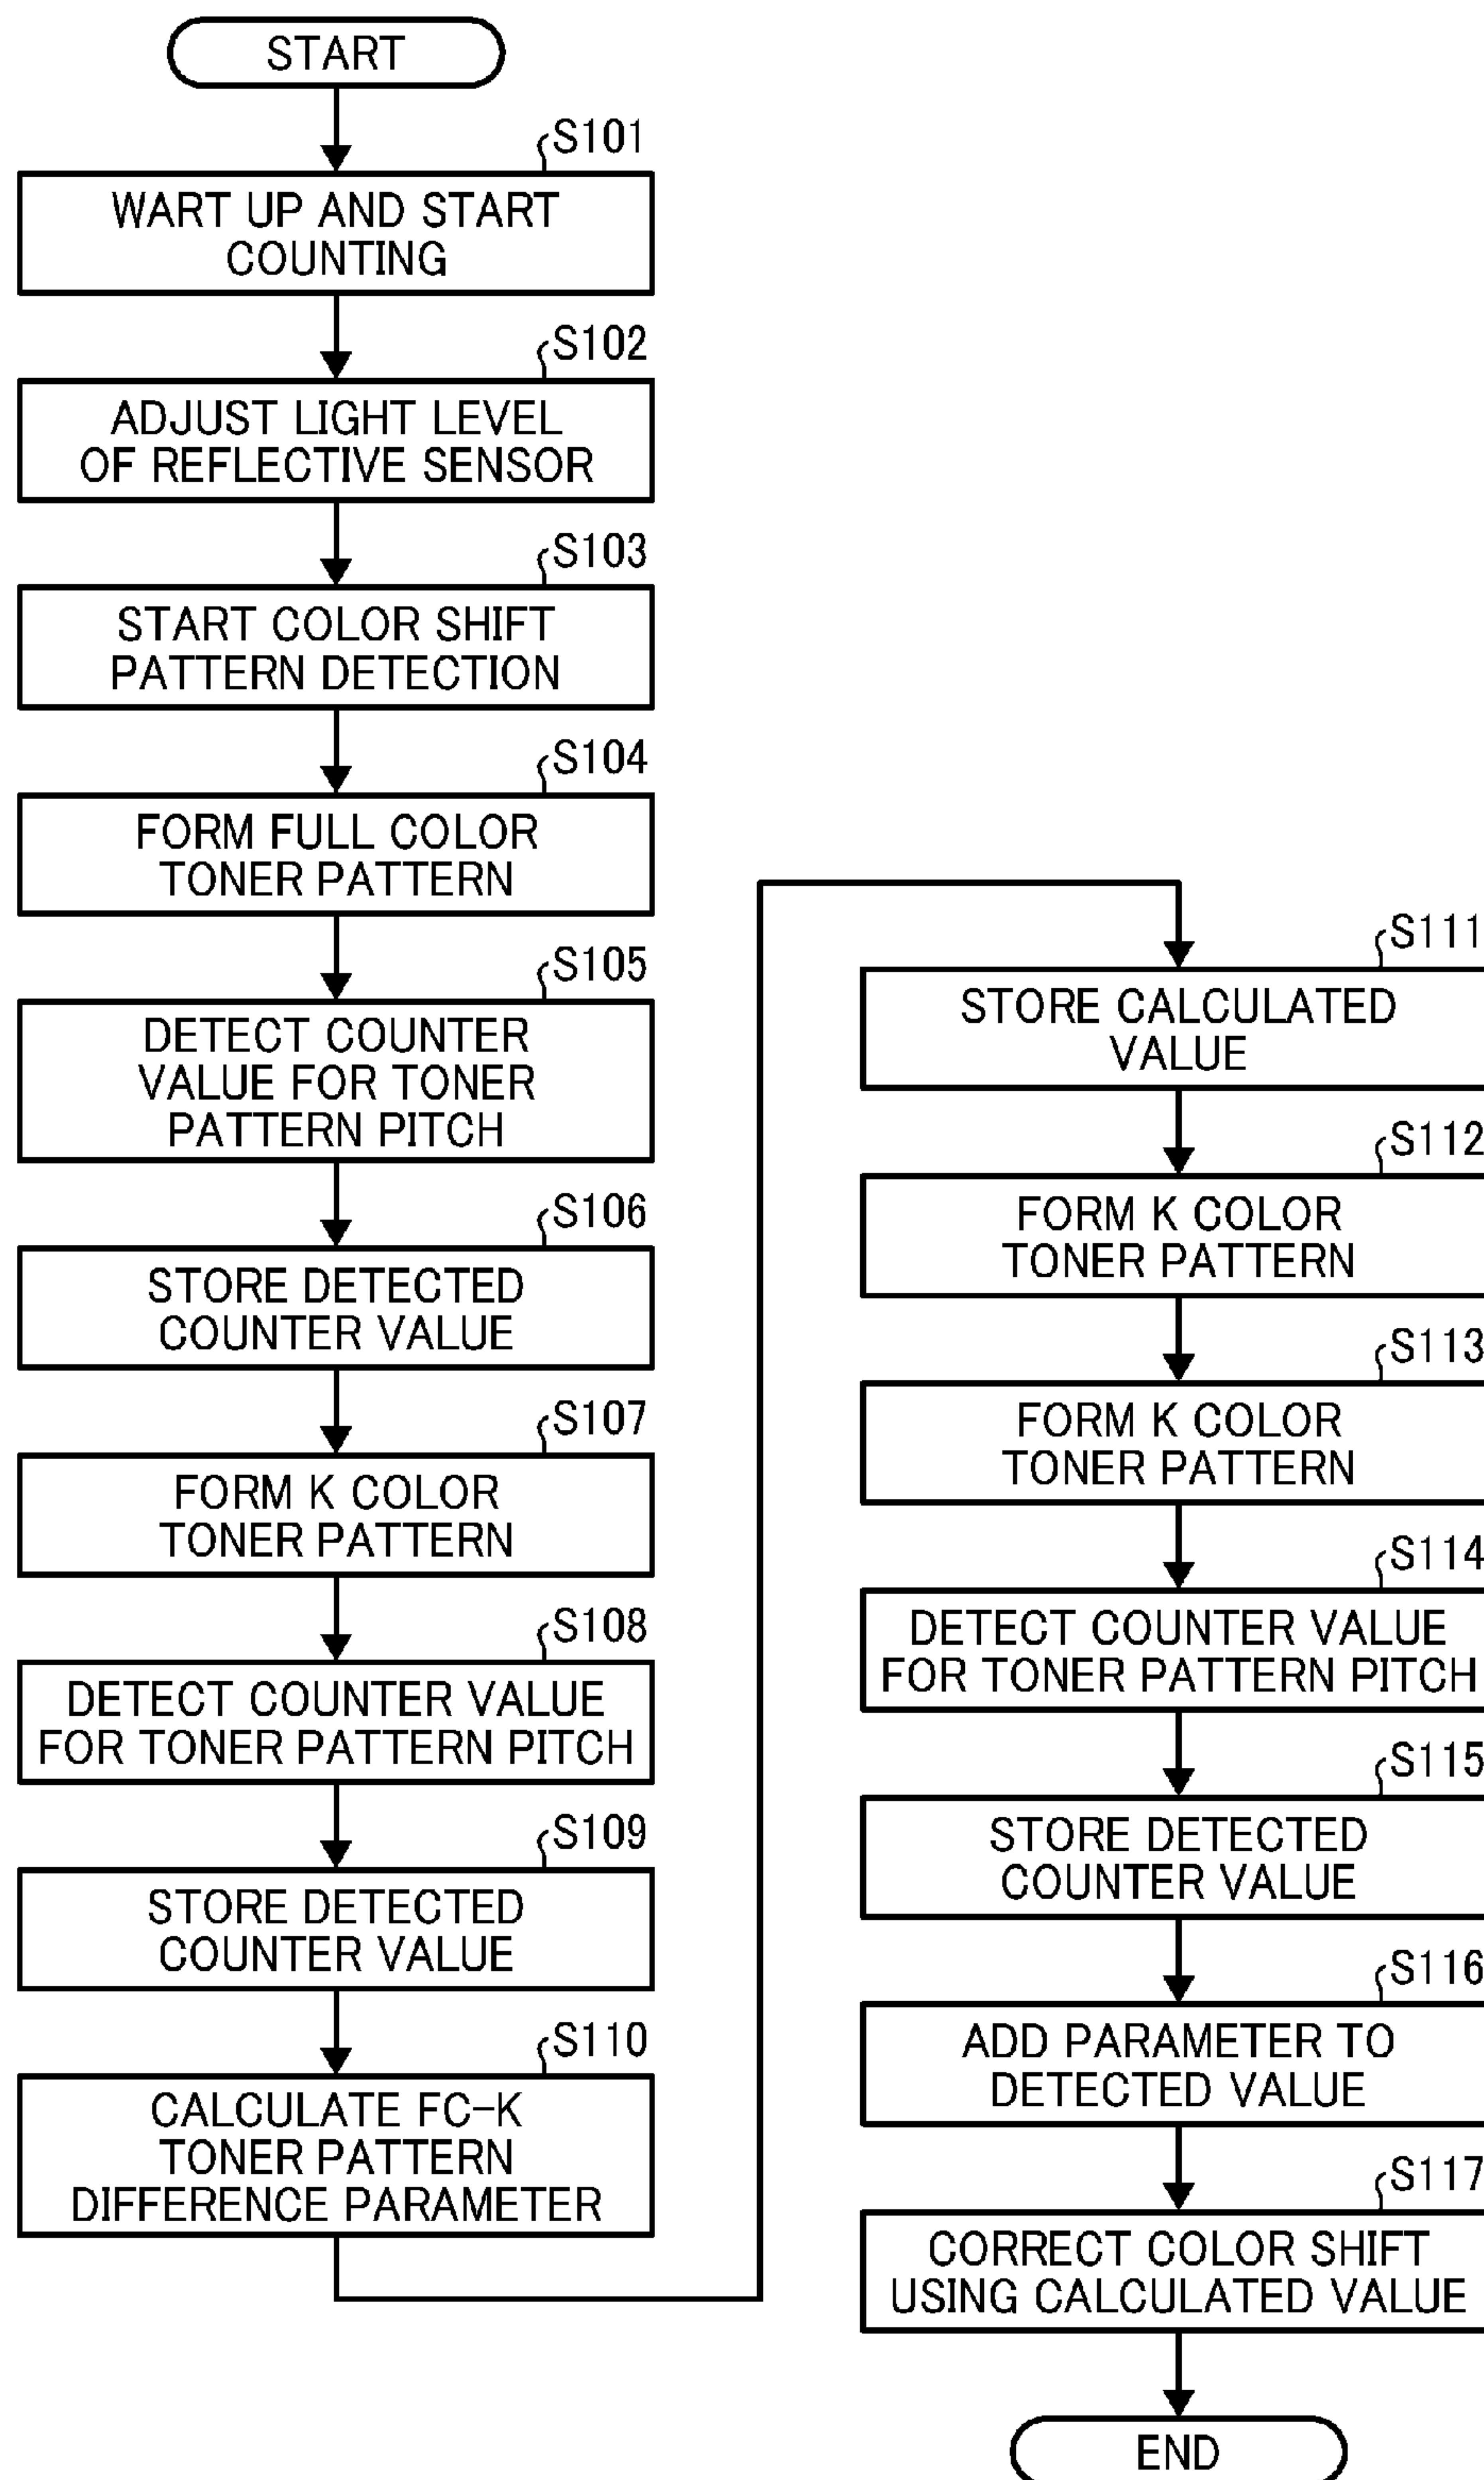 START
S101
WART UP AND START
COUNTING
S102
ADJUST LIGHT LEVEL
OF REFLECTIVE SENSOR
S103
START COLOR SHIFT
PATTERN DETECTION
S104
FORM FULL COLOR
TONER PATTERN
S105
DETECT COUNTER
VALUE FOR TONER
PATTERN PITCH
S106
STORE DETECTED
COUNTER VALUE
S107
FORM K COLOR
TONER PATTERN
S108
DETECT COUNTER VALUE
FOR TONER PATTERN PITCH
S109
STORE DETECTED
COUNTER VALUE
S110
CALCULATE FC-K
TONER PATTERN
DIFFERENCE PARAMETER
S111
STORE CALCULATED
VALUE
S112
FORM K COLOR
TONER PATTERN
S113
FORM K COLOR
TONER PATTERN
S114
DETECT COUNTER VALUE
FOR TONER PATTERN PITCH
S115
STORE DETECTED
COUNTER VALUE
S116
ADD PARAMETER TO
DETECTED VALUE
S117
CORRECT COLOR SHIFT
USING CALCULATED VALUE
END